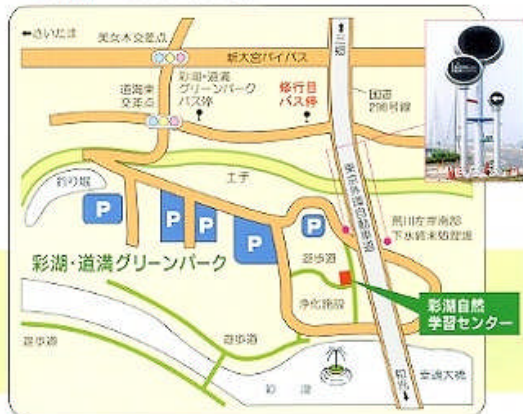 ←さいたま
美女木交差点
新大宮バイパス
三郷
道満東
交差点
彩湖・道満
グリーンパーク
バス停
修行目
バス停
国道
298号線
釣り堀
土手
東京外環自動車道
荒川左岸南部
下水終末処理場
P
P
P
P
P
彩湖・道満グリーンパーク
遊歩道
浄化施設
彩湖自然
学習センター
遊歩道
遊歩道
彩湖
幸魂大橋
和光